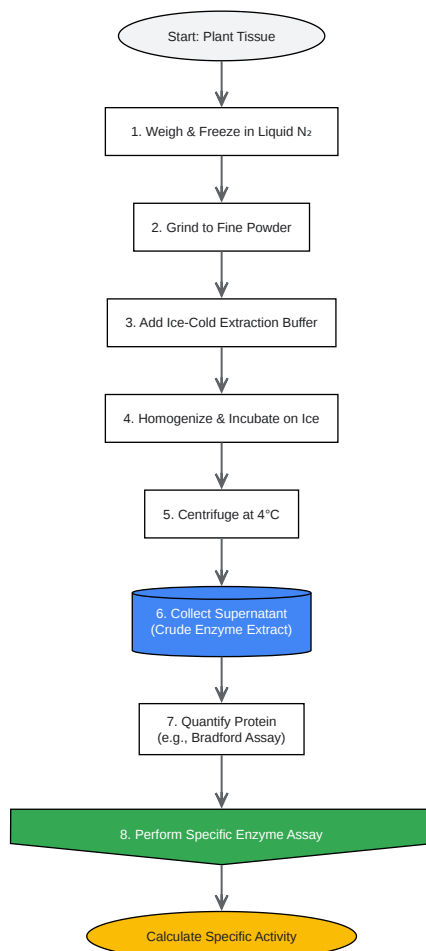 Start: Plant Tissue
1. Weigh & Freeze in Liquid N₂
2. Grind to Fine Powder
3. Add Ice-Cold Extraction Buffer
4. Homogenize & Incubate on Ice
5. Centrifuge at 4°C
6. Collect Supernatant
(Crude Enzyme Extract)
7. Quantify Protein
(e.g., Bradford Assay)
8. Perform Specific Enzyme Assay
Calculate Specific Activity